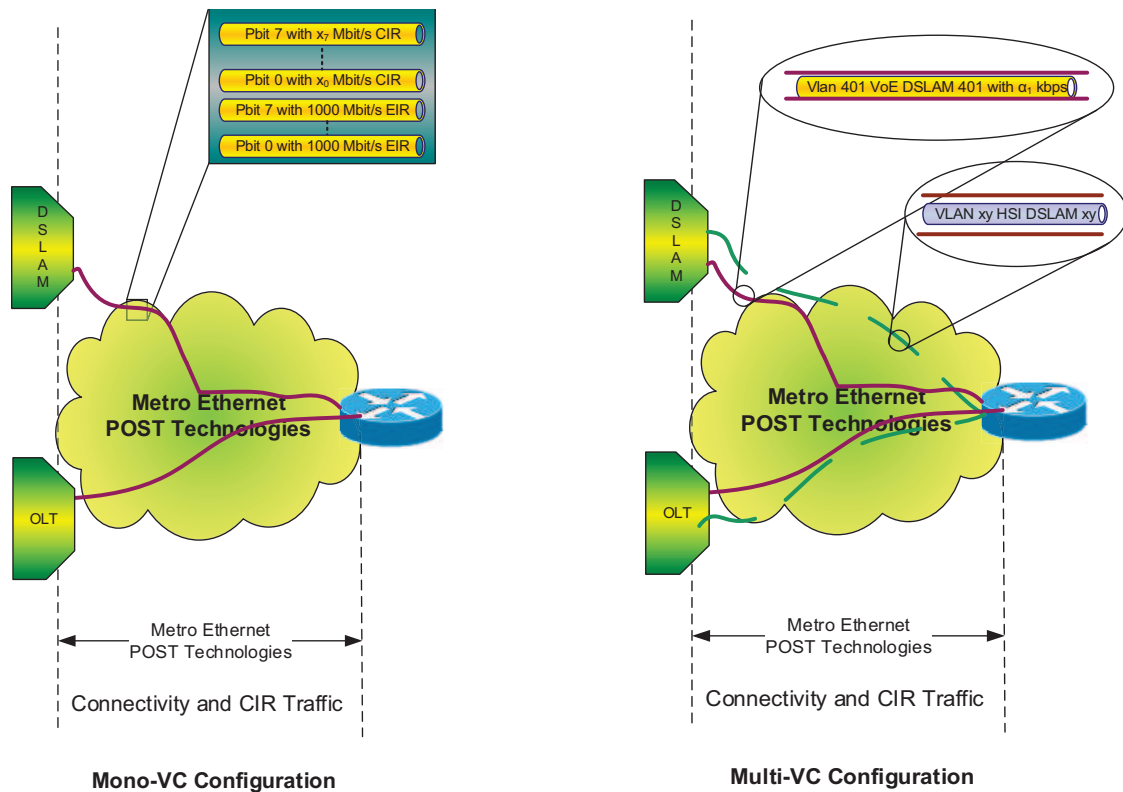 Pbit 7 with x₇ Mbit/s CIR
Pbit 0 with x₀ Mbit/s CIR
Pbit 7 with 1000 Mbit/s EIR
Pbit 0 with 1000 Mbit/s EIR
D
S
L
A
M
Metro Ethernet
POST Technologies
OLT
Metro Ethernet
POST Technologies
Connectivity and CIR Traffic
Mono-VC Configuration
Vlan 401 VoE DSLAM 401 with α₁ kbps
VLAN xy HSI DSLAM xy
D
S
L
A
M
Metro Ethernet
POST Technologies
OLT
Metro Ethernet
POST Technologies
Connectivity and CIR Traffic
Multi-VC Configuration